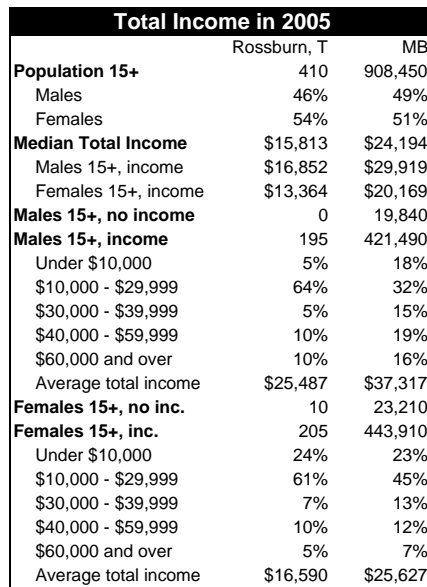 Total Income in 2005
Rossburn, T MB
Population 15+ 410 908,450
Males 46% 49%
Females 54% 51%
Median Total Income $15,813 $24,194
Males 15+, income $16,852 $29,919
Females 15+, income $13,364 $20,169
Males 15+, no income 0 19,840
Males 15+, income 195 421,490
Under $10,000 5% 18%
$10,000 - $29,999 64% 32%
$30,000 - $39,999 5% 15%
$40,000 - $59,999 10% 19%
$60,000 and over 10% 16%
Average total income $25,487 $37,317
Females 15+, no inc. 10 23,210
Females 15+, inc. 205 443,910
Under $10,000 24% 23%
$10,000 - $29,999 61% 45%
$30,000 - $39,999 7% 13%
$40,000 - $59,999 10% 12%
$60,000 and over 5% 7%
Average total income $16,590 $25,627